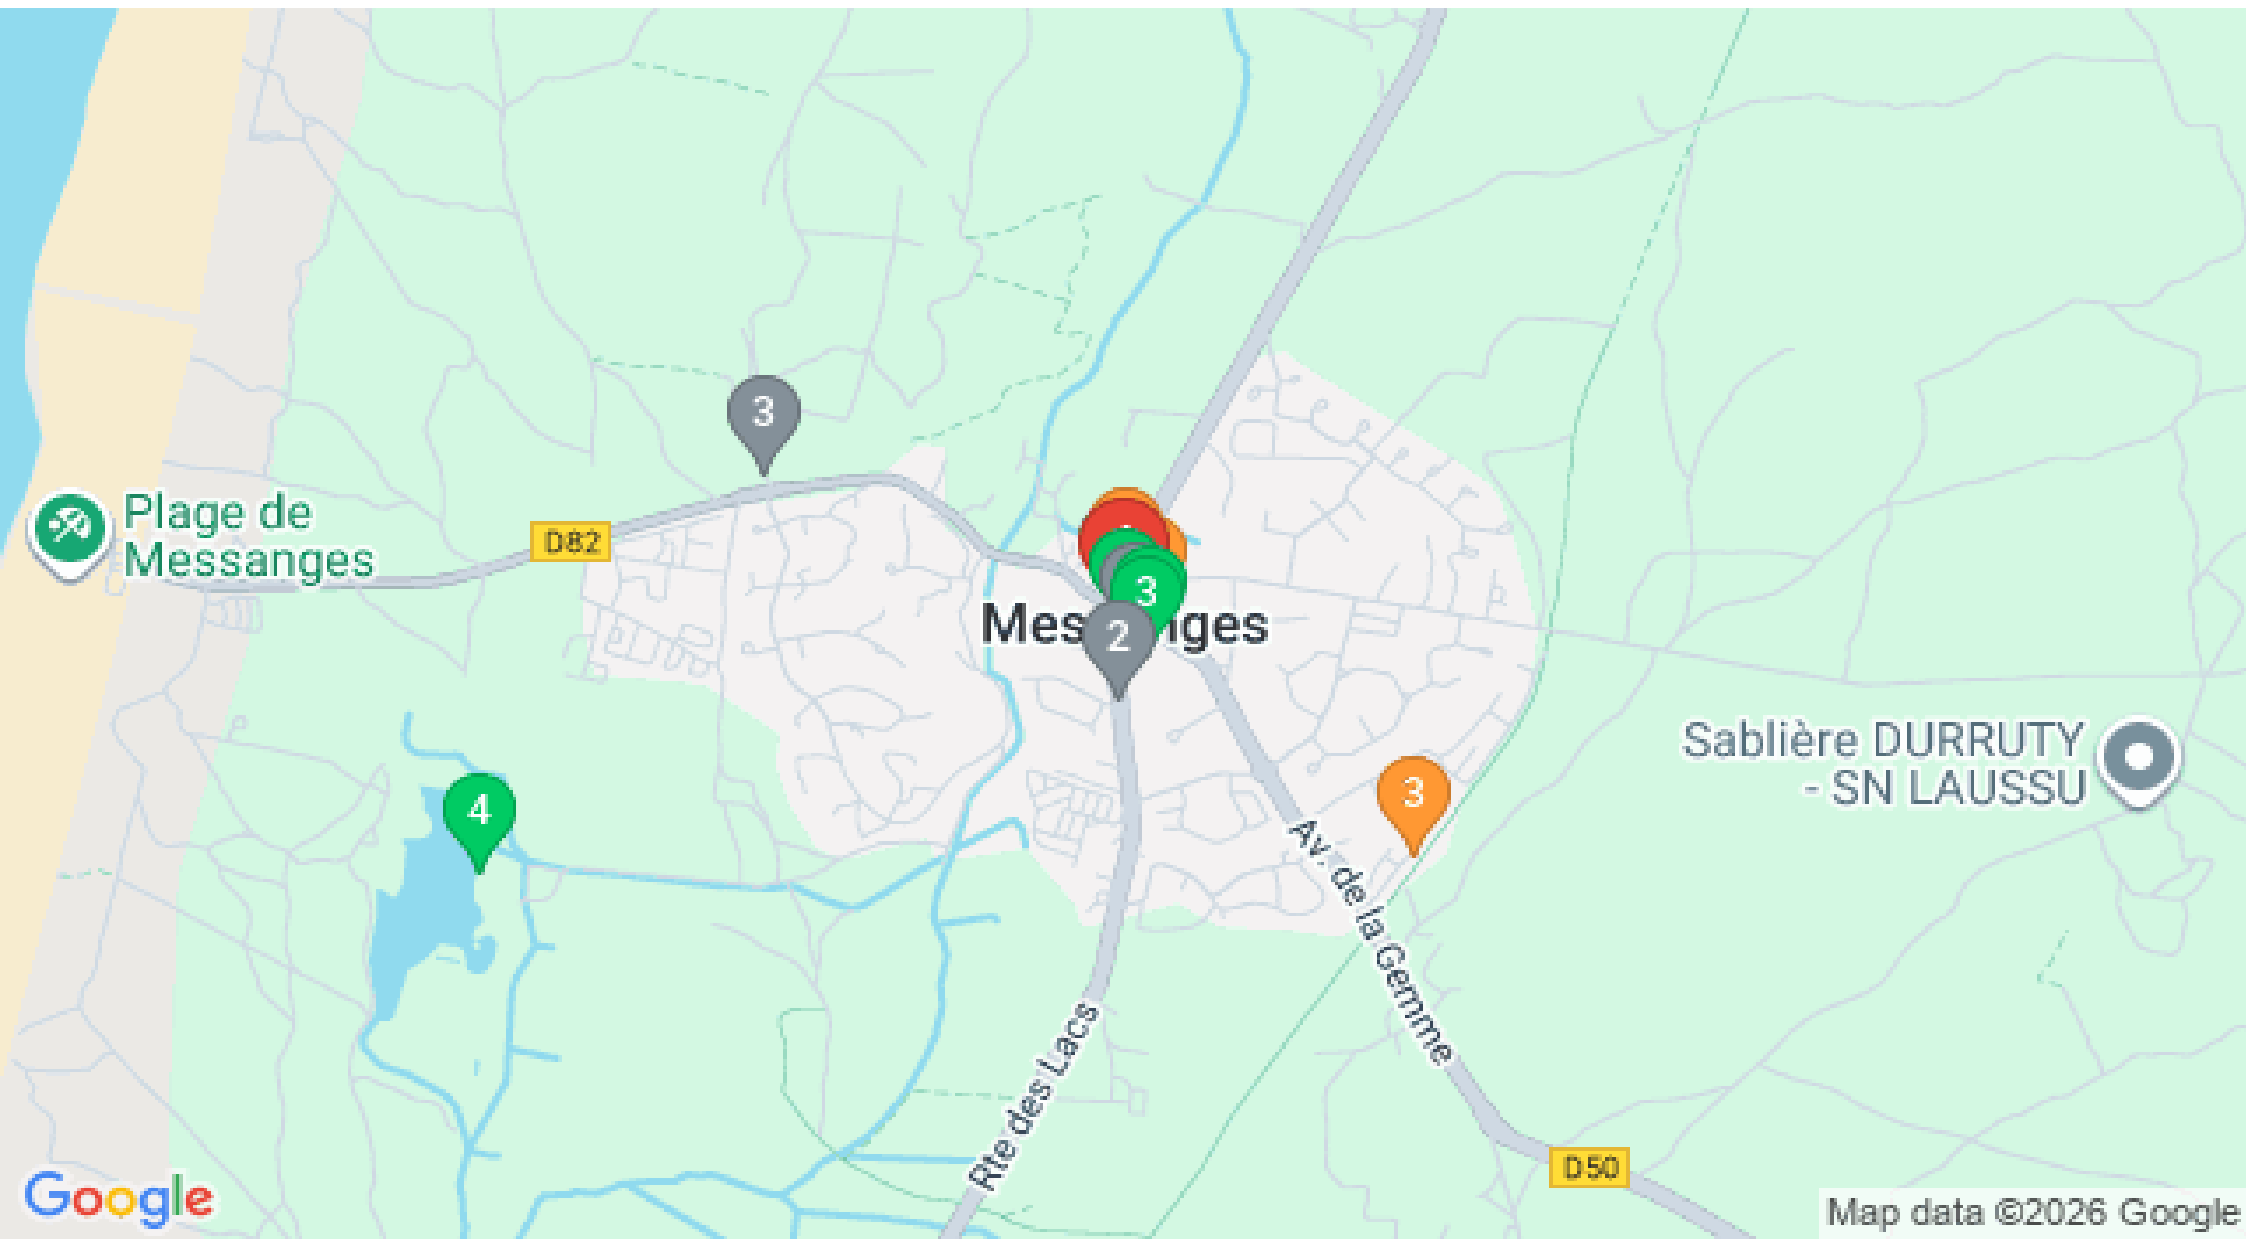 3
Plage de
Messanges
D82
3
Mes nges
2
Sablière DURRUTY
- SN LAUSSU
3
4
Av. de la Gemme
Rte des Lacs
D50
Google
Map data ©2026 Google